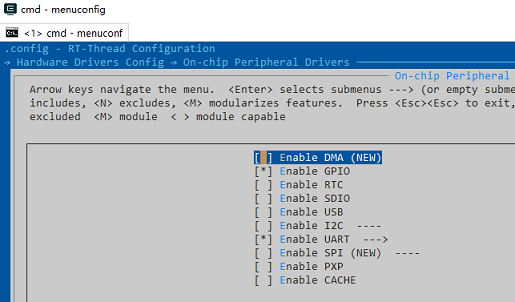 cmd - menuconfig
<1> cmd - menuconf
.config - RT-Thread Configuration
→ Hardware Drivers Config → On-chip Peripheral Drivers
On-chip Peripheral
Arrow keys navigate the menu. <Enter> selects submenus ---> (or empty subme
includes, <N> excludes, <M> modularizes features. Press <Esc><Esc> to exit,
excluded <M> module < > module capable
[ ] Enable DMA (NEW)
[*] Enable GPIO
[ ] Enable RTC
[ ] Enable SDIO
[ ] Enable USB
[ ] Enable I2C ----
[*] Enable UART --->
[ ] Enable SPI (NEW) ----
[ ] Enable PXP
[ ] Enable CACHE